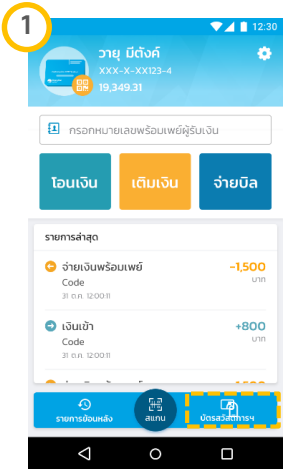 1
12:30
วายุ มีตังค์
XXX-X-XX123-4
19,349.31
กรอกหมายเลขพร้อมเพย์ผู้รับเงิน
โอนเงิน
เติมเงิน
จ่ายบิล
รายการล่าสุด
จ่ายเงินพร้อมเพย์ -1,500
Code บาท
31 ต.ค. 12:00:11
เงินเข้า +800
Code บาท
31 ต.ค. 12:00:11
รายการย้อนหลัง
สแกน
บัตรสวัสดิการฯ